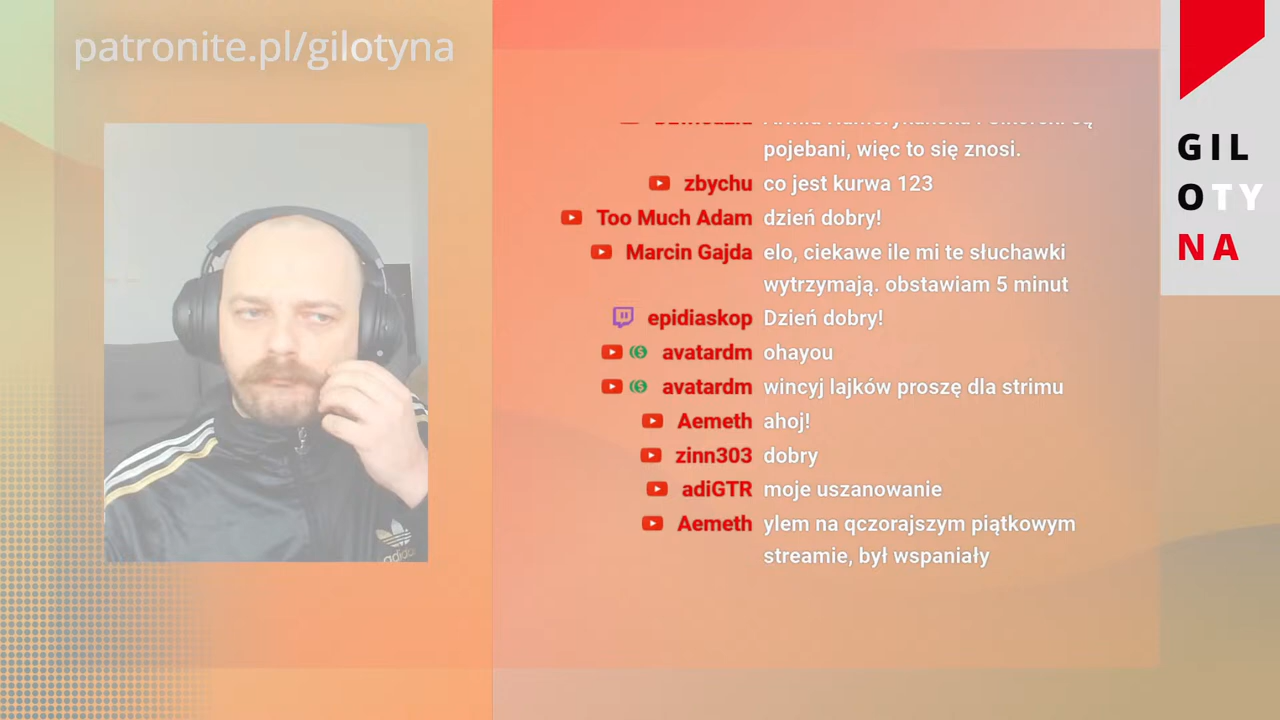 patronite.pl/gilotyna
pojebani, więc to się znosi.
zbychu co jest kurwa 123
Too Much Adam dzień dobry!
Marcin Gajda elo, ciekawe ile mi te słuchawki
wytrzymają. obstawiam 5 minut
epidiaskop Dzień dobry!
avatardm ohayou
avatardm wincyj lajków proszę dla strimu
Aemeth ahoj!
zinn303 dobry
adiGTR moje uszanowanie
Aemeth ylem na qczorajszym piątkowym
streamie, był wspaniały
adidas
GIL
OTY
NA